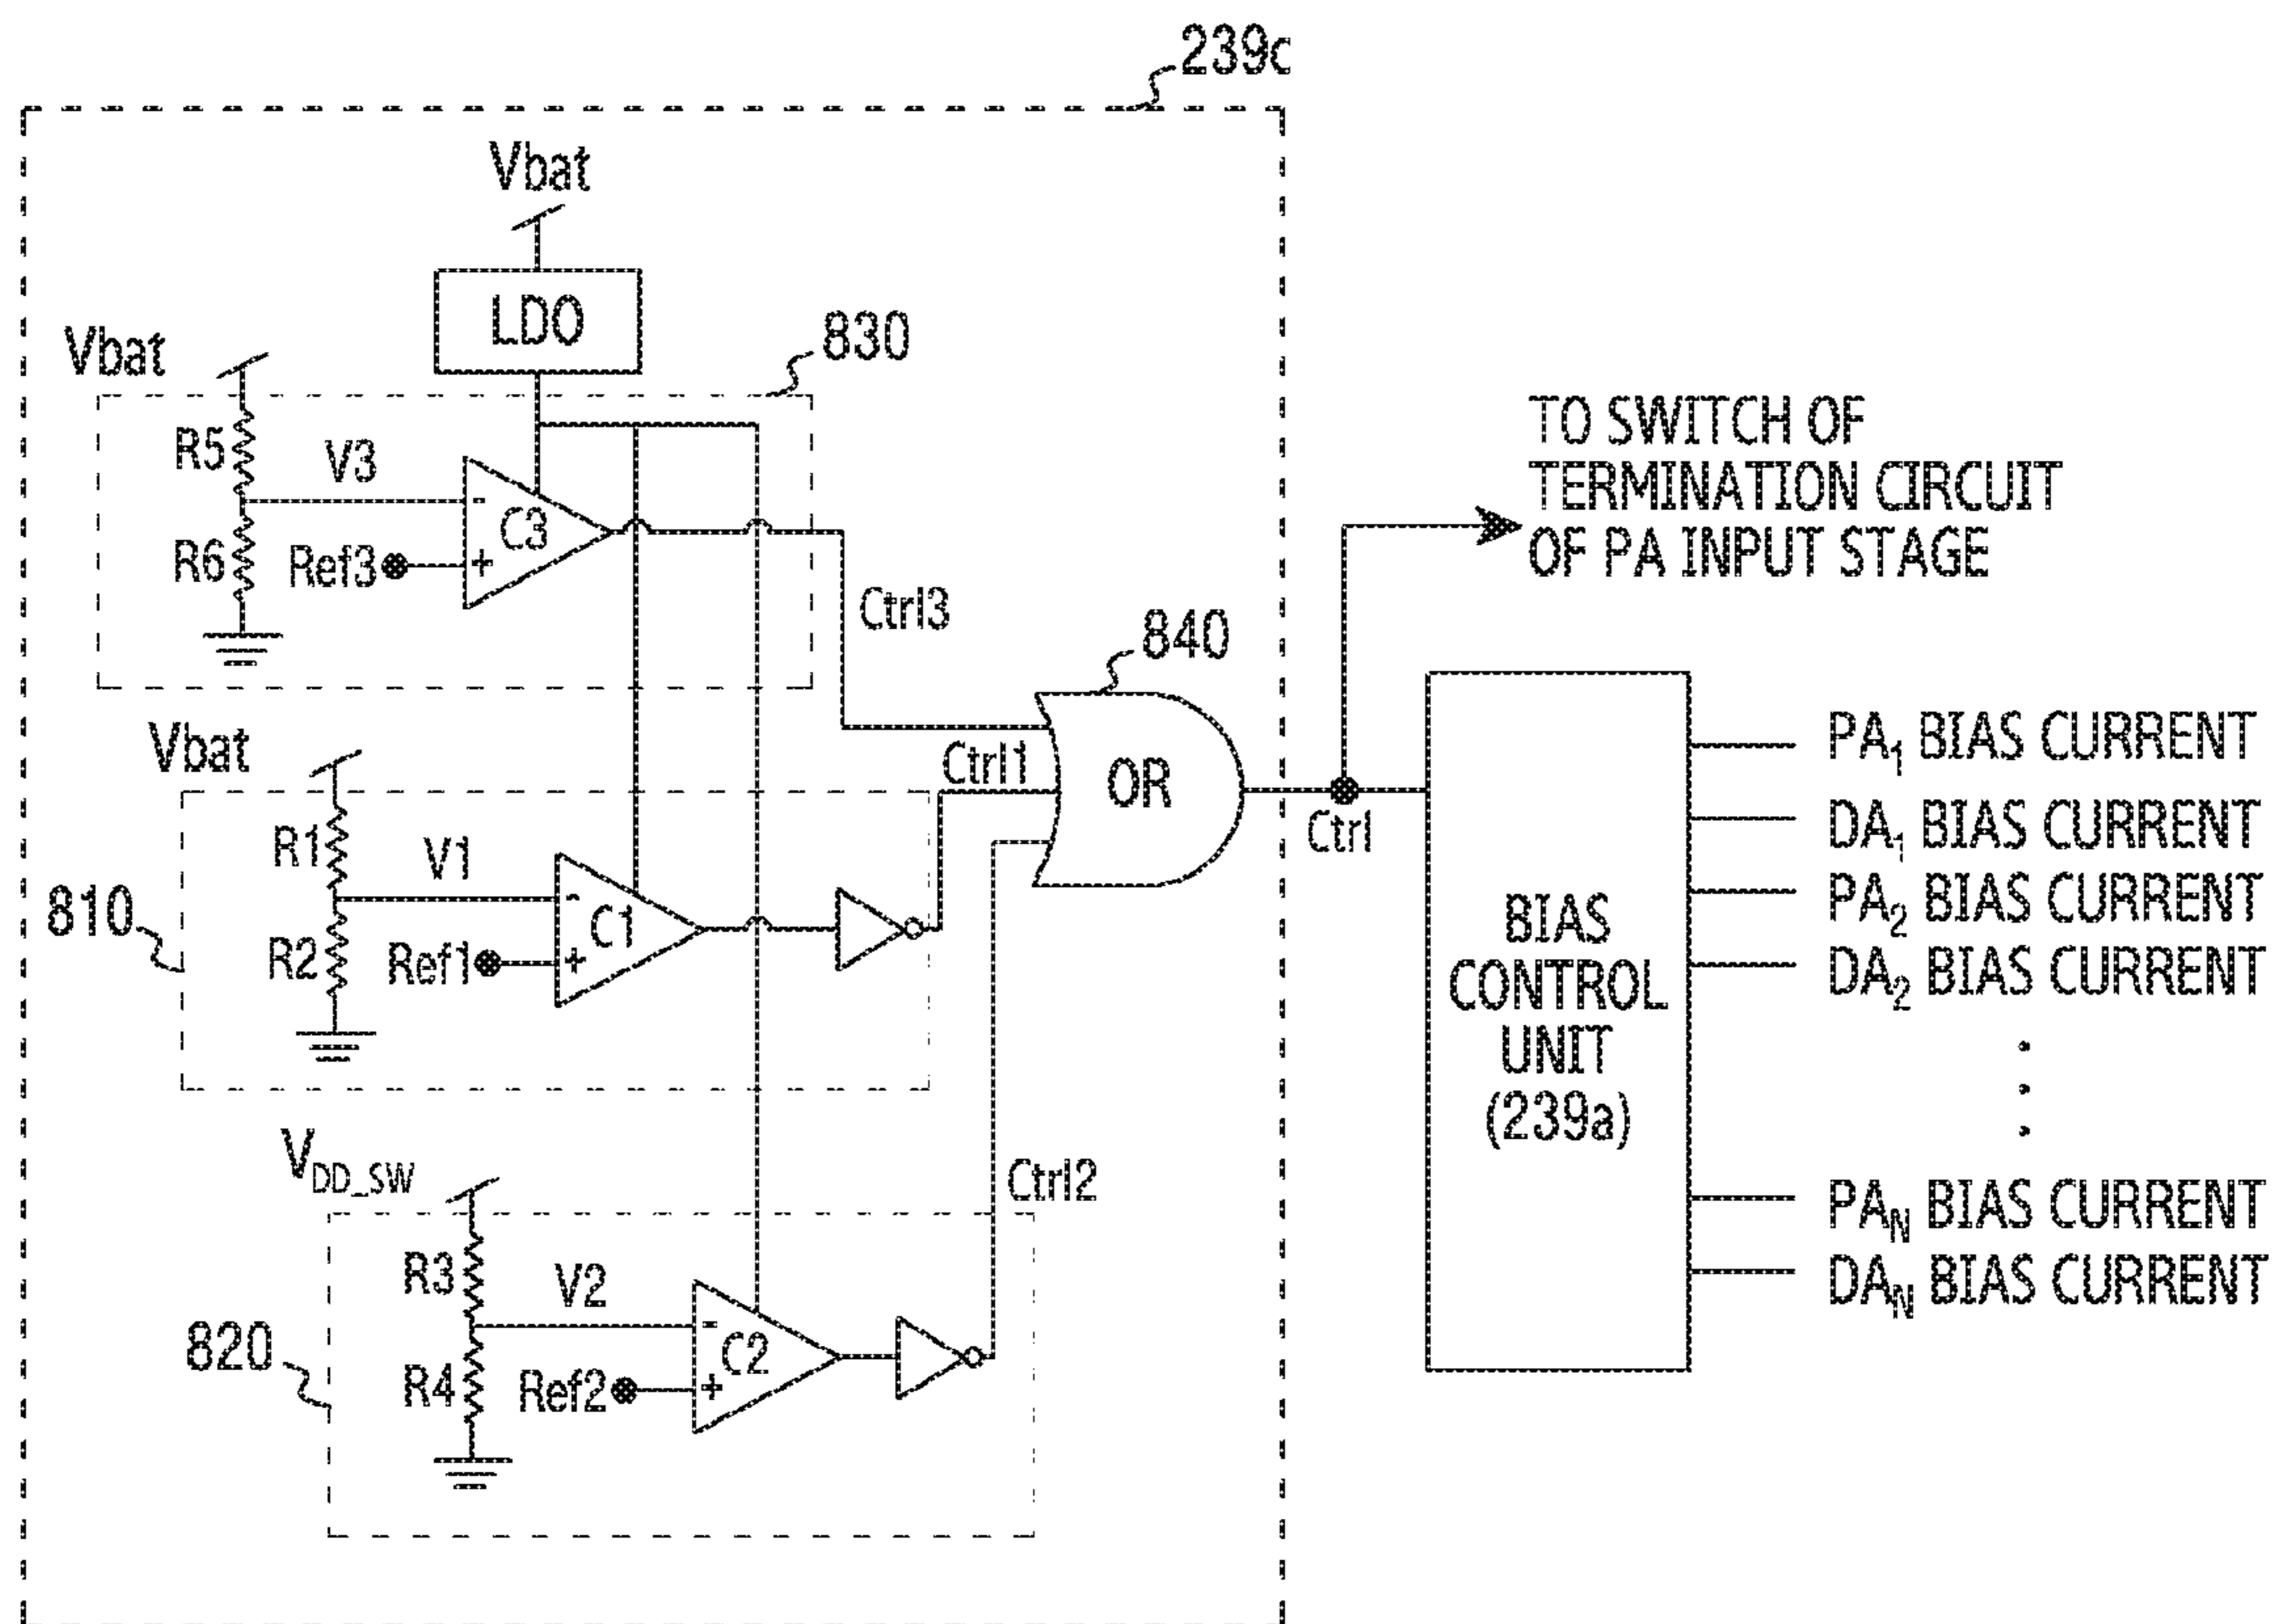 239c
Vbat
LDO
830
Vbat
R5
V3
-
C3
R6
Ref3
+
Ctrl3
TO SWITCH OF
TERMINATION CIRCUIT
OF PA INPUT STAGE
840
OR
Vbat
Ctrl1
Ctrl
R1
V1
-
C1
810
R2
Ref1
+
VDD_SW
Ctrl2
R3
V2
-
C2
820
R4
Ref2
+
BIAS
CONTROL
UNIT
(239a)
PA1 BIAS CURRENT
DA1 BIAS CURRENT
PA2 BIAS CURRENT
DA2 BIAS CURRENT
PAN BIAS CURRENT
DAN BIAS CURRENT